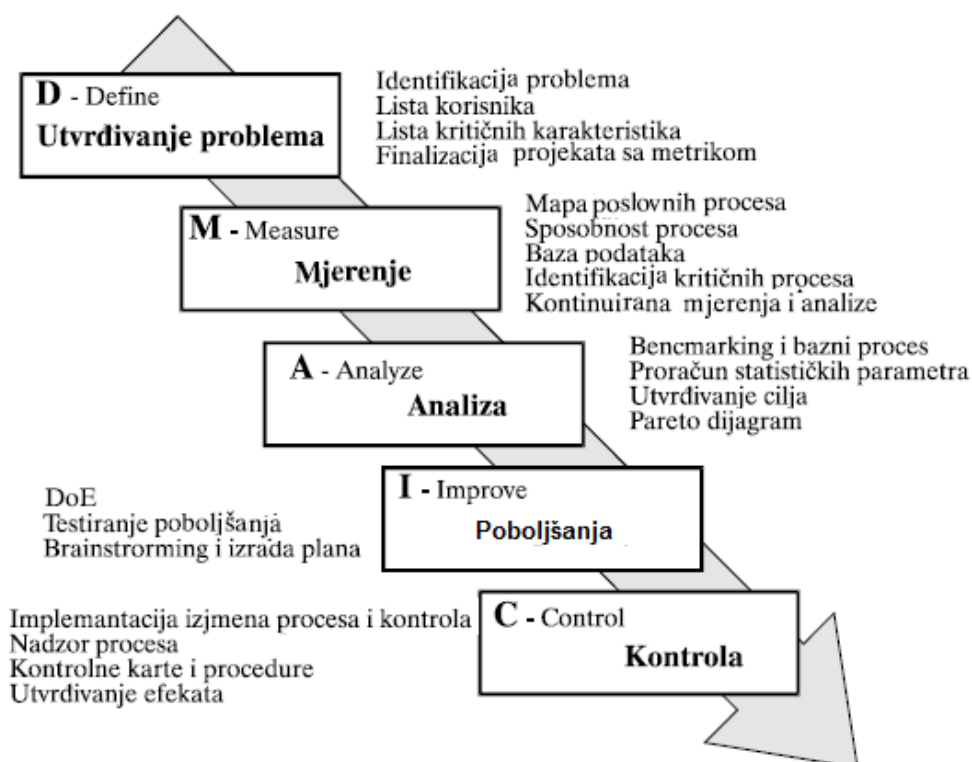 D - Define
Utvrđivanje problema
Identifikacija problema
Lista korisnika
Lista kritičnih karakteristika
Finalizacija projekata sa metrikom
M - Measure
Mjerenje
Mapa poslovnih procesa
Sposobnost procesa
Baza podataka
Identifikacija kritičnih procesa
Kontinuirana mjerenja i analize
A - Analyze
Analiza
Bencmarking i bazni proces
Proračun statističkih parametra
Utvrđivanje cilja
Pareto dijagram
I - Improve
Poboljšanja
DoE
Testiranje poboljšanja
Brainstrorming i izrada plana
C - Control
Kontrola
Implemantacija izjmena procesa i kontrola
Nadzor procesa
Kontrolne karte i procedure
Utvrđivanje efekata